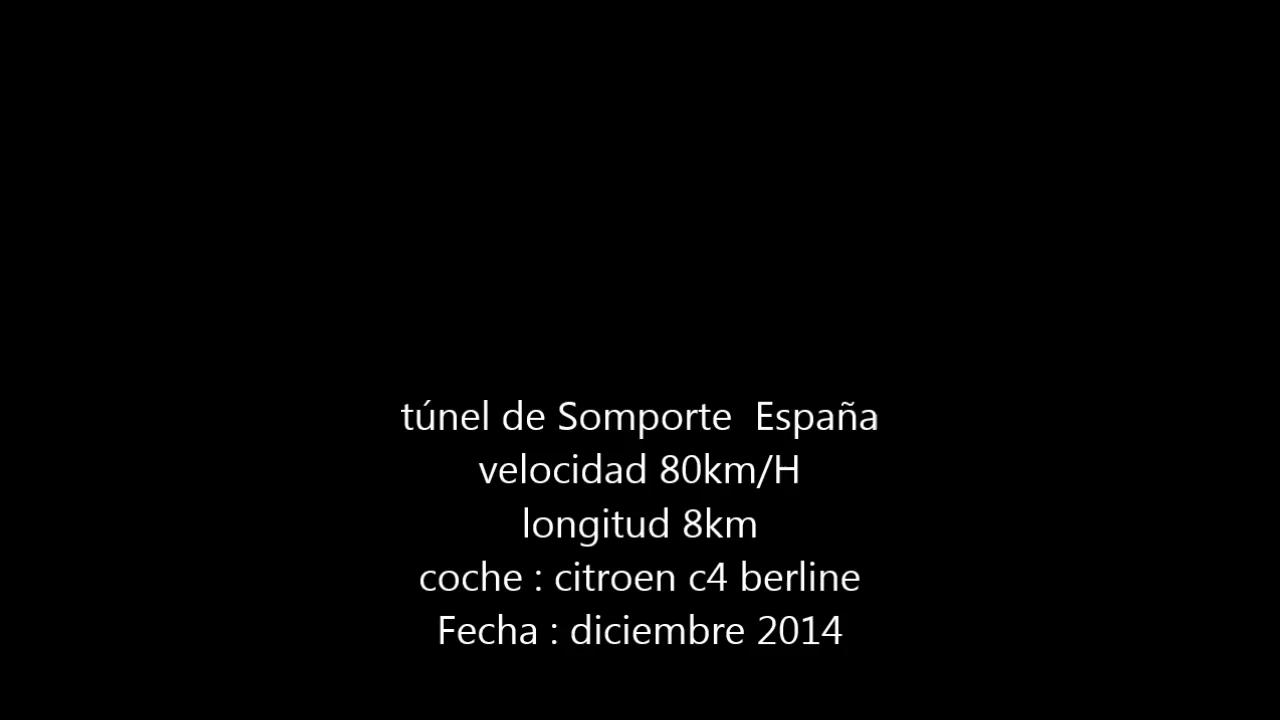 túnel de Somporte  España
velocidad 80km/H
longitud 8km
coche : citroen c4 berline
Fecha : diciembre 2014